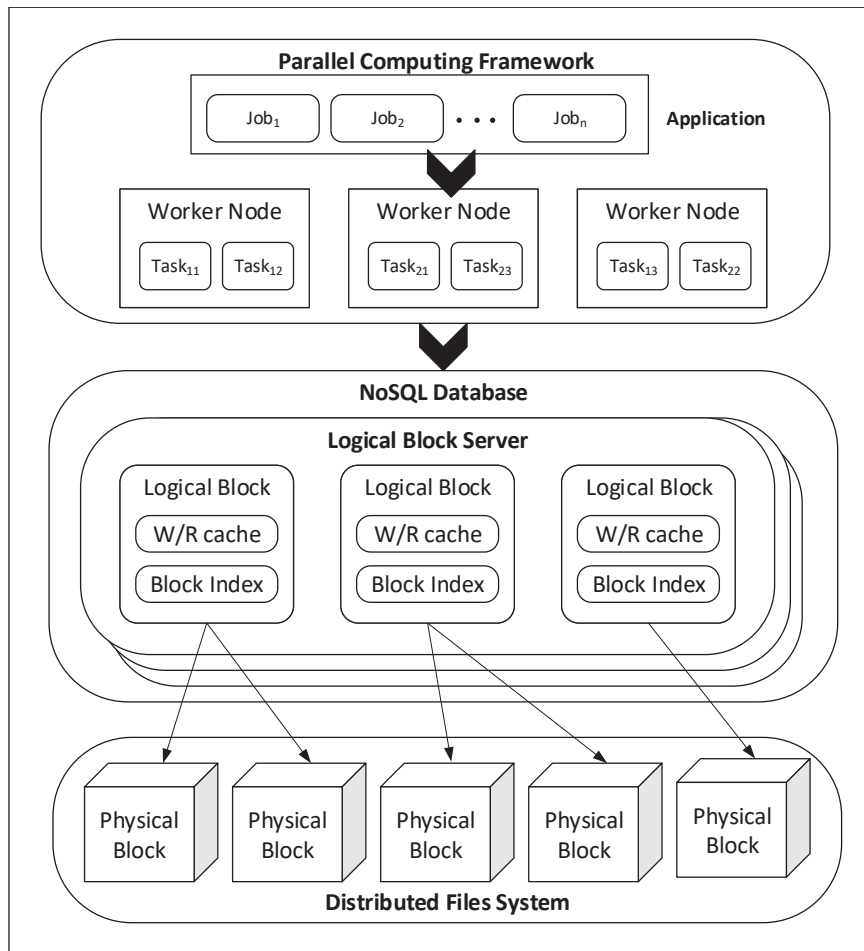 Parallel Computing Framework
Job1 Job2 • • • Jobn
Application
Worker Node Worker Node Worker Node
Task11 Task12 Task21 Task23 Task13 Task22
NoSQL Database
Logical Block Server
Logical Block Logical Block Logical Block
W/R cache W/R cache W/R cache
Block Index Block Index Block Index
Physical Block Physical Block Physical Block Physical Block Physical Block
Distributed Files System